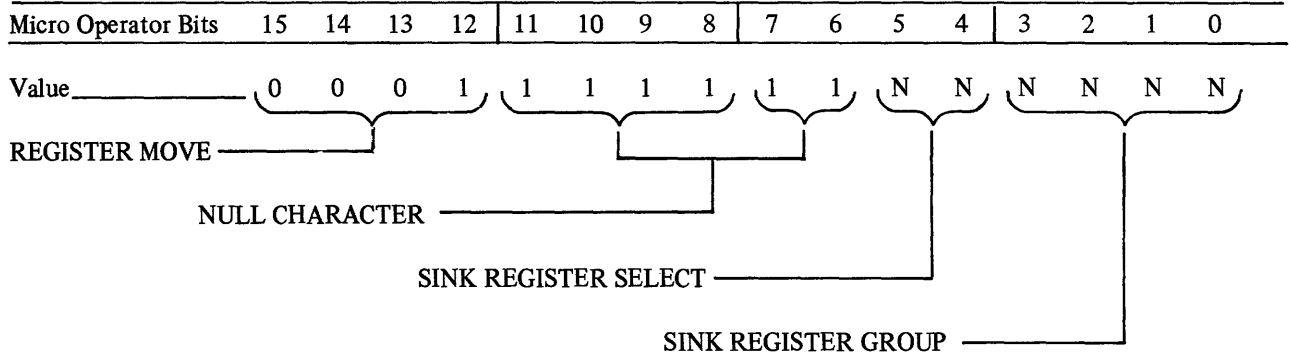 Micro Operator Bits 15 14 13 12 11 10 9 8 7 6 5 4 3 2 1 0
Value 0 0 0 1 1 1 1 1 1 1 N N N N N N
REGISTER MOVE
NULL CHARACTER
SINK REGISTER SELECT
SINK REGISTER GROUP